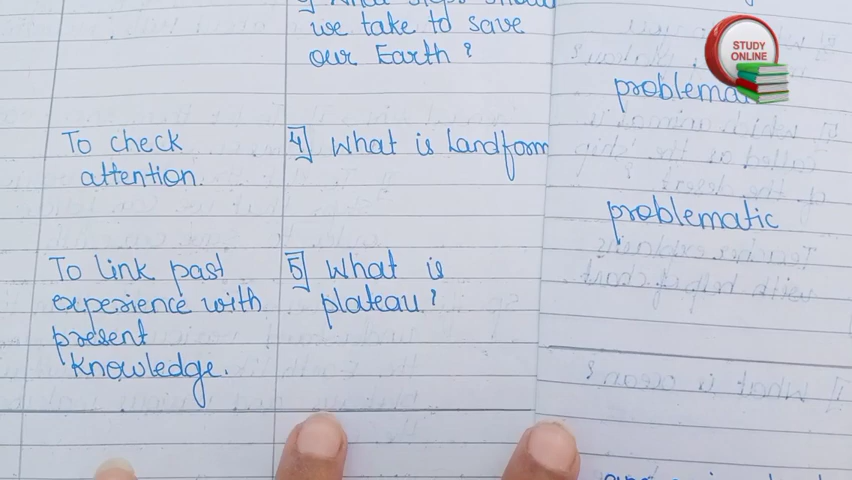 we take to save
our Earth?
STUDY
ONLINE
To check
attention.
4] What is Landform
problematic
To link past
experience with
present
knowledge.
5] What is
plateau?